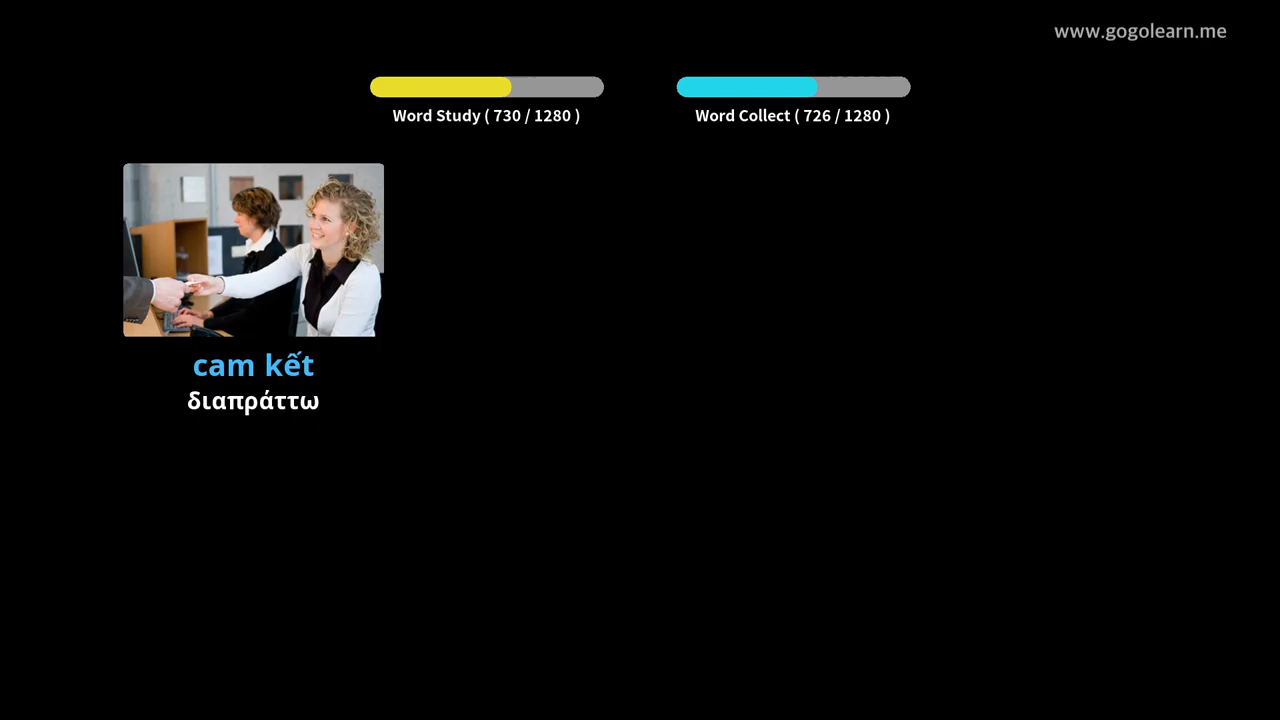 www.gogolearn.me
Word Study ( 730 / 1280 )
Word Collect ( 726 / 1280 )
cam kết
διαπράττω